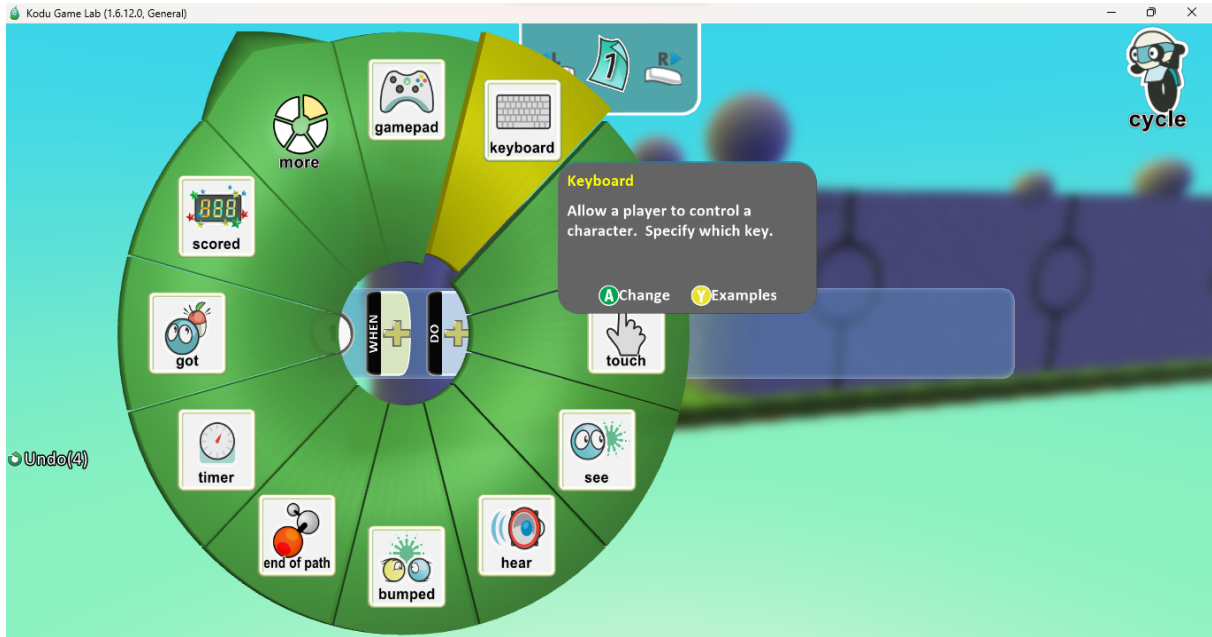 Kodu Game Lab (1.6.12.0, General)
L
1
R
cycle
gamepad
keyboard
more
scored
Keyboard
Allow a player to control a
character.  Specify which key.
A Change
Y Examples
got
WHEN
DO
touch
timer
see
Undo(4)
end of path
hear
bumped